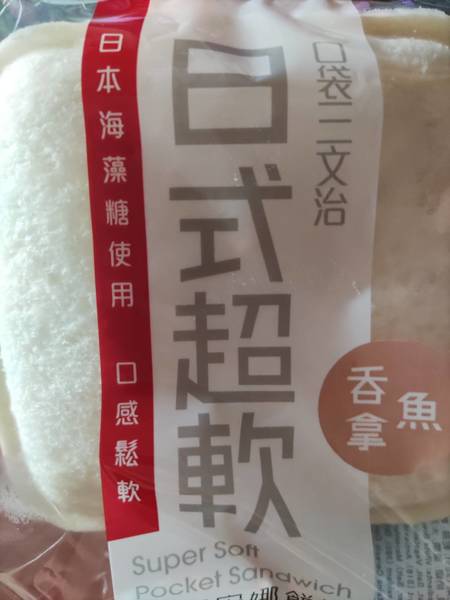 口袋三文治
日式超軟
日本海藻糖使用 口感鬆軟
吞拿魚
Super Soft
Pocket Sandwich